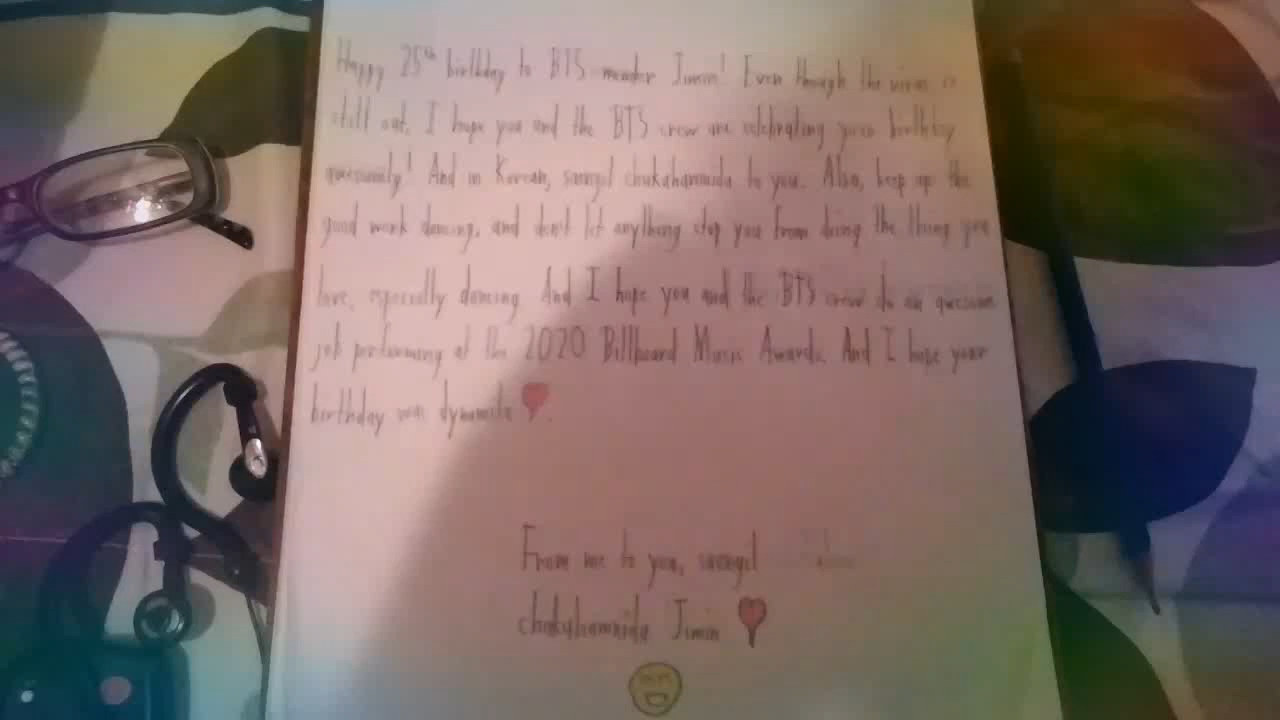 Happy 25th birthday to BTS member Jimin! Even though the virus is
still out, I hope you and the BTS crew are celebrating your birthday
awesomely! And in Korean, saengil chukahamnida to you. Also, keep up the
good work dancing, and don't let anything stop you from doing the thing you
love, especially dancing. And I hope you and the BTS crew do an awesome
job performing at the 2020 Billboard Music Awards. And I hope your
birthday was dynamite ❤.
From me to you, saengil
chukahamnida Jimin ❤